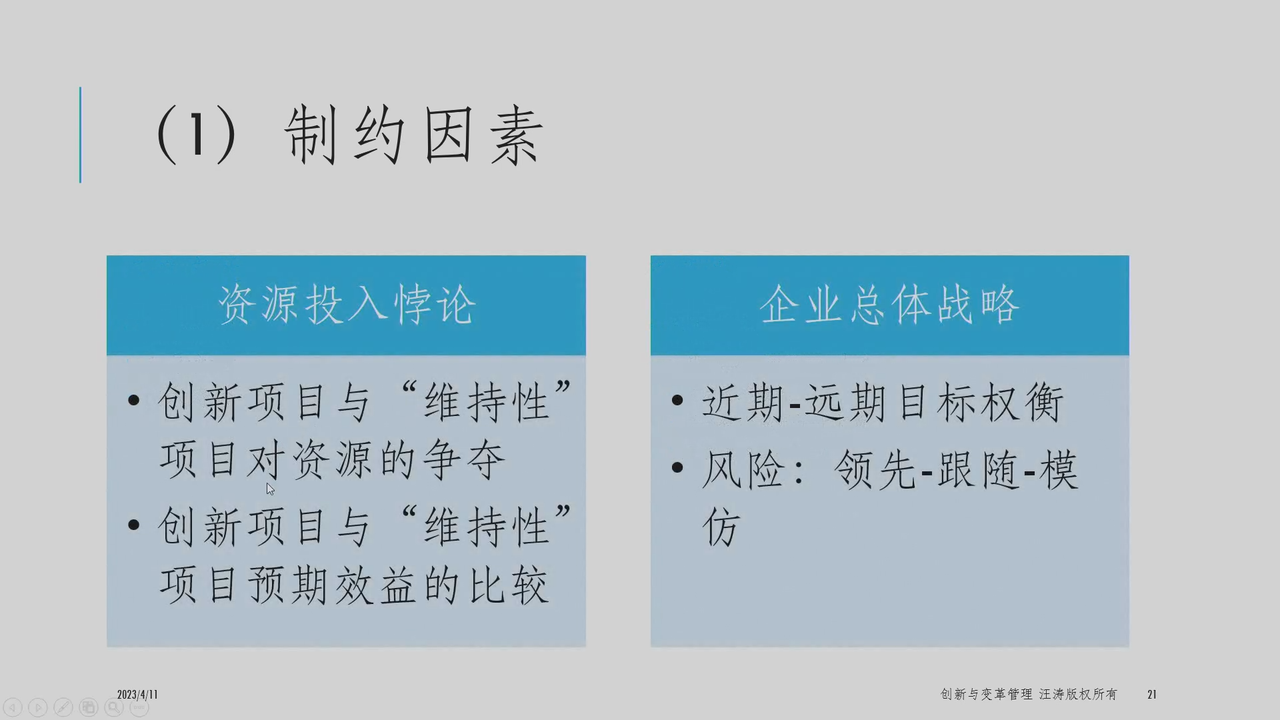 （1）制约因素
资源投入悖论
• 创新项目与“维持性”
项目对资源的争夺
• 创新项目与“维持性”
项目预期效益的比较
企业总体战略
• 近期-远期目标权衡
• 风险：领先-跟随-模
仿
2023/4/11
创新与变革管理 汪涛版权所有
21